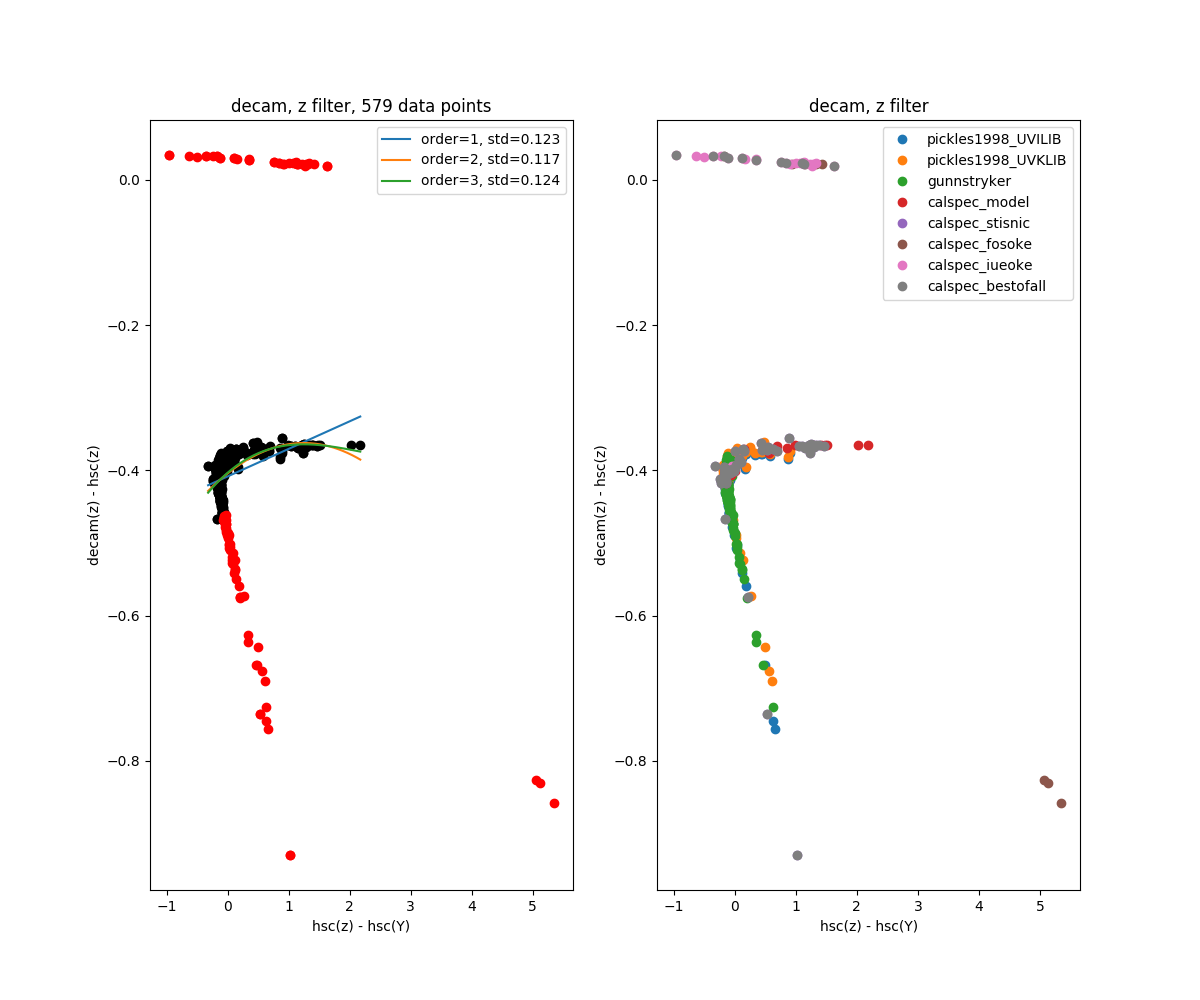 decam, z filter, 579 data points
order=1, std=0.123
order=2, std=0.117
order=3, std=0.124
0.0
−0.2
−0.4
−0.6
−0.8
decam(z) - hsc(z)
−1 0 1 2 3 4 5
hsc(z) - hsc(Y)
decam, z filter
pickles1998_UVILIB
pickles1998_UVKLIB
gunnstryker
calspec_model
calspec_stisnic
calspec_fosoke
calspec_iueoke
calspec_bestofall
0.0
−0.2
−0.4
−0.6
−0.8
decam(z) - hsc(z)
−1 0 1 2 3 4 5
hsc(z) - hsc(Y)